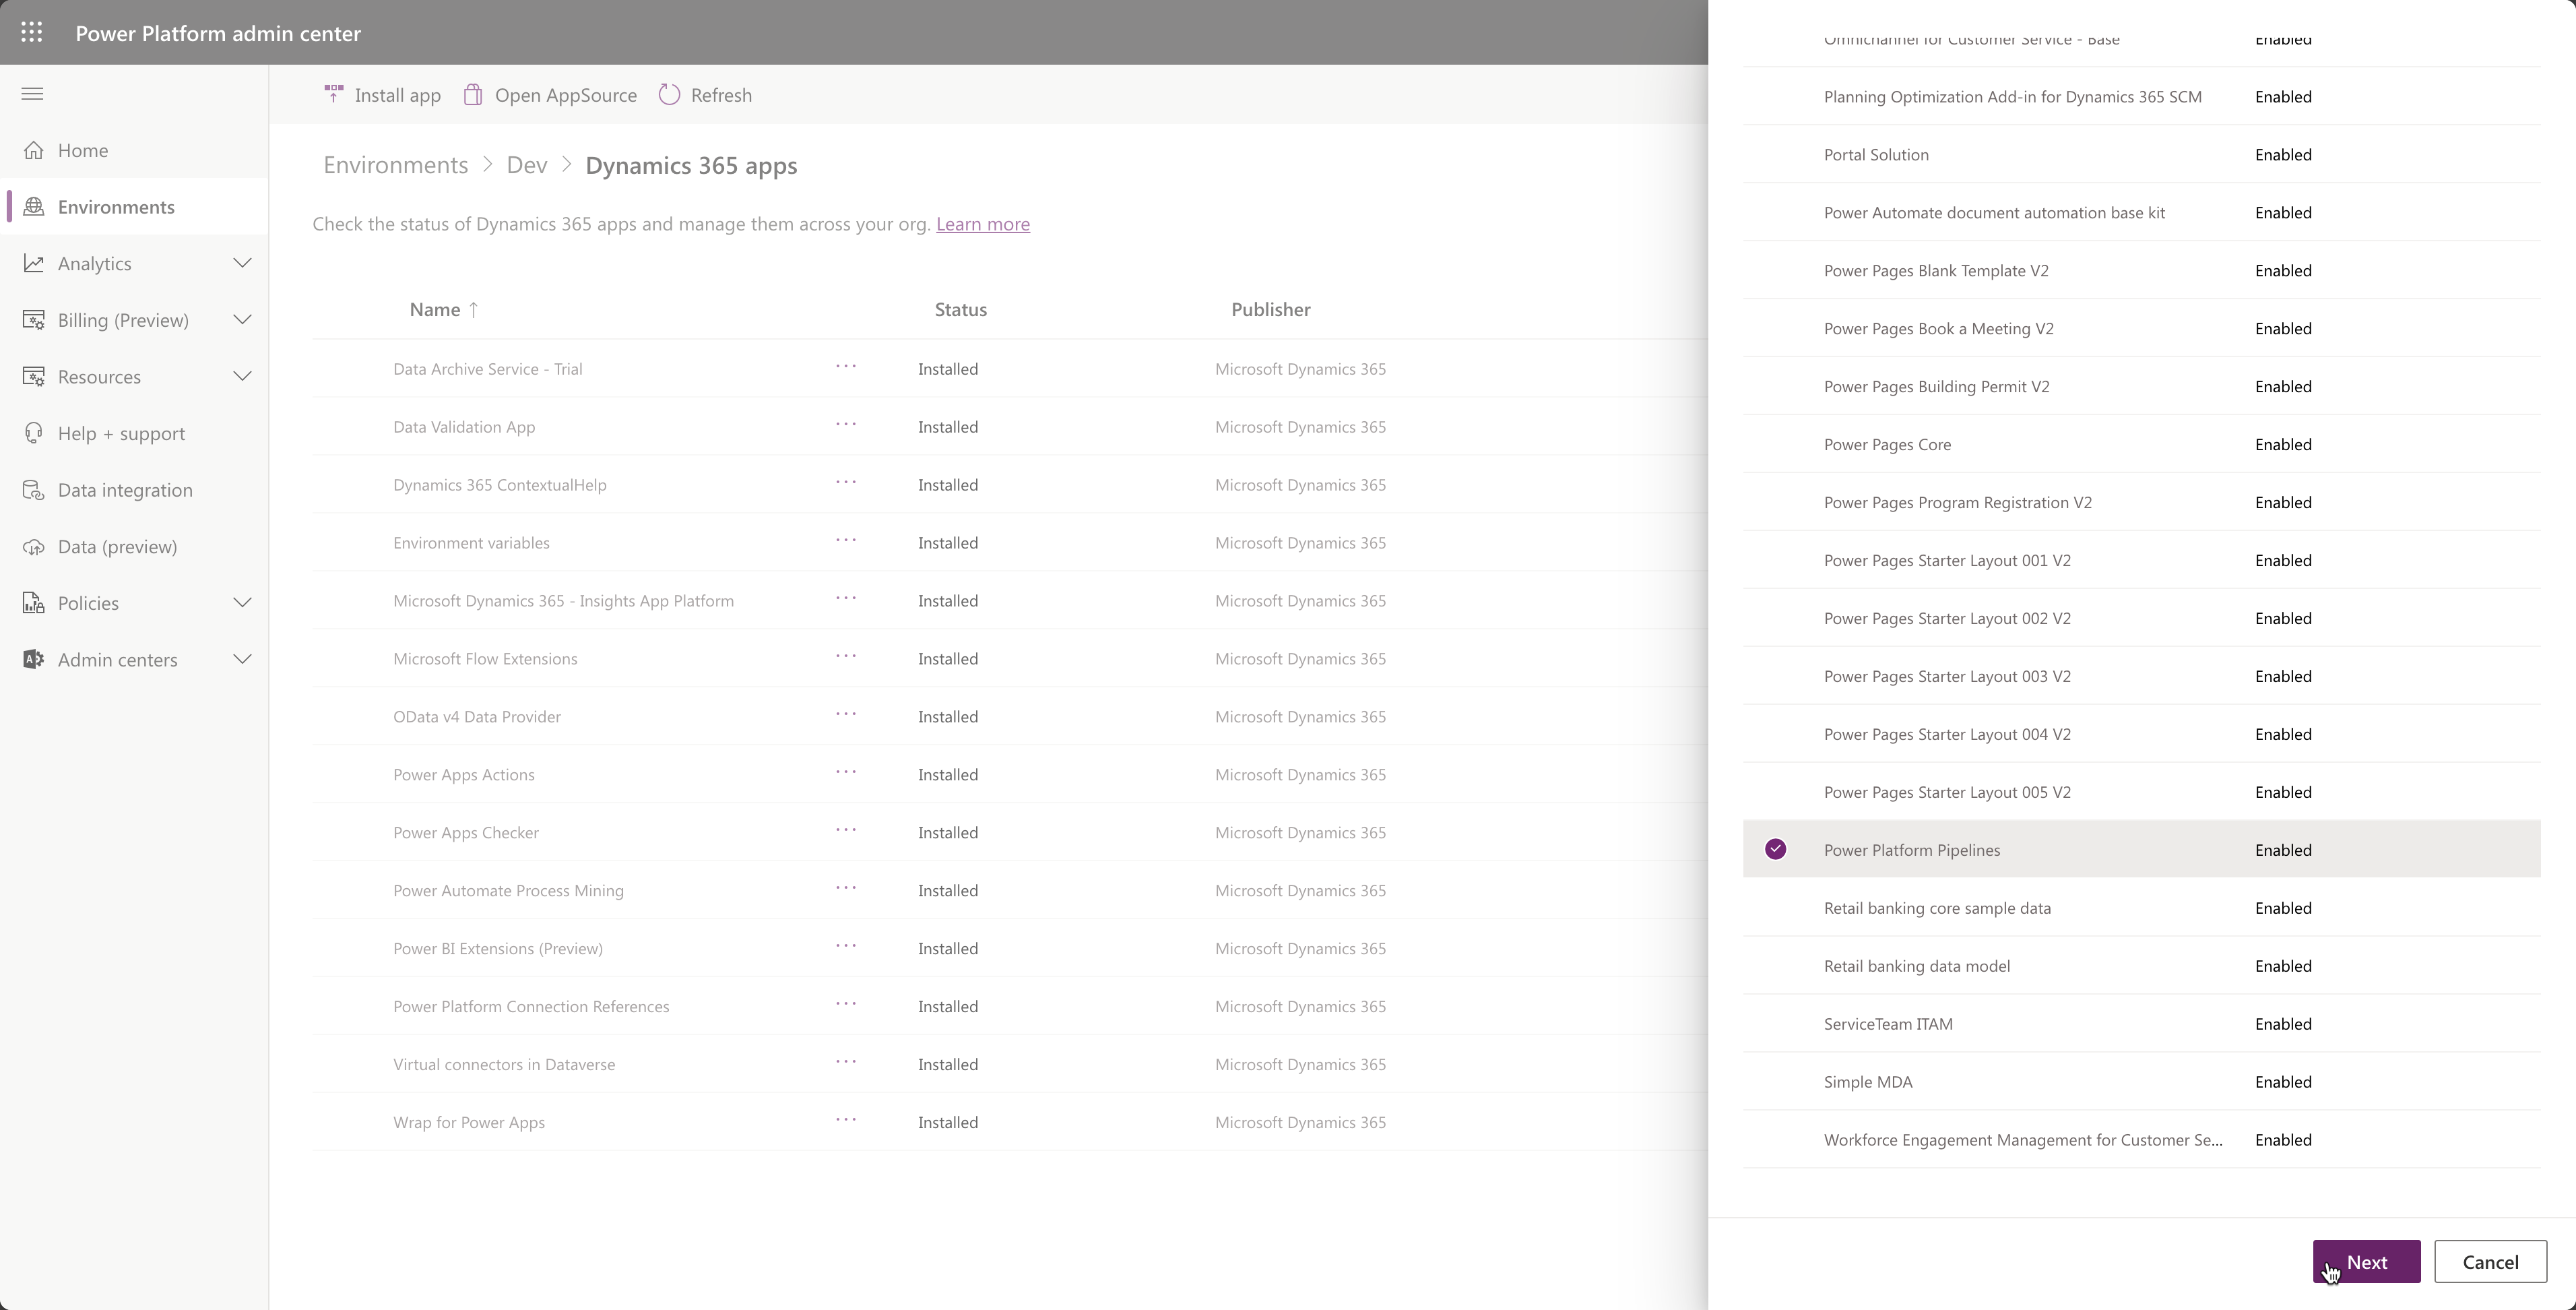 Power Platform admin center
Home
Environments
Analytics
Billing (Preview)
Resources
Help + support
Data integration
Data (preview)
Policies
Admin centers
Install app
Open AppSource
Refresh
Environments > Dev > Dynamics 365 apps
Check the status of Dynamics 365 apps and manage them across your org. Learn more
Name ↑ Status Publisher
Data Archive Service - Trial ... Installed Microsoft Dynamics 365
Data Validation App ... Installed Microsoft Dynamics 365
Dynamics 365 ContextualHelp ... Installed Microsoft Dynamics 365
Environment variables ... Installed Microsoft Dynamics 365
Microsoft Dynamics 365 - Insights App Platform ... Installed Microsoft Dynamics 365
Microsoft Flow Extensions ... Installed Microsoft Dynamics 365
OData v4 Data Provider ... Installed Microsoft Dynamics 365
Power Apps Actions ... Installed Microsoft Dynamics 365
Power Apps Checker ... Installed Microsoft Dynamics 365
Power Automate Process Mining ... Installed Microsoft Dynamics 365
Power BI Extensions (Preview) ... Installed Microsoft Dynamics 365
Power Platform Connection References ... Installed Microsoft Dynamics 365
Virtual connectors in Dataverse ... Installed Microsoft Dynamics 365
Wrap for Power Apps ... Installed Microsoft Dynamics 365
Omnichannel for Customer Service - Base Enabled
Planning Optimization Add-in for Dynamics 365 SCM Enabled
Portal Solution Enabled
Power Automate document automation base kit Enabled
Power Pages Blank Template V2 Enabled
Power Pages Book a Meeting V2 Enabled
Power Pages Building Permit V2 Enabled
Power Pages Core Enabled
Power Pages Program Registration V2 Enabled
Power Pages Starter Layout 001 V2 Enabled
Power Pages Starter Layout 002 V2 Enabled
Power Pages Starter Layout 003 V2 Enabled
Power Pages Starter Layout 004 V2 Enabled
Power Pages Starter Layout 005 V2 Enabled
Power Platform Pipelines Enabled
Retail banking core sample data Enabled
Retail banking data model Enabled
ServiceTeam ITAM Enabled
Simple MDA Enabled
Workforce Engagement Management for Customer Se... Enabled
Next
Cancel